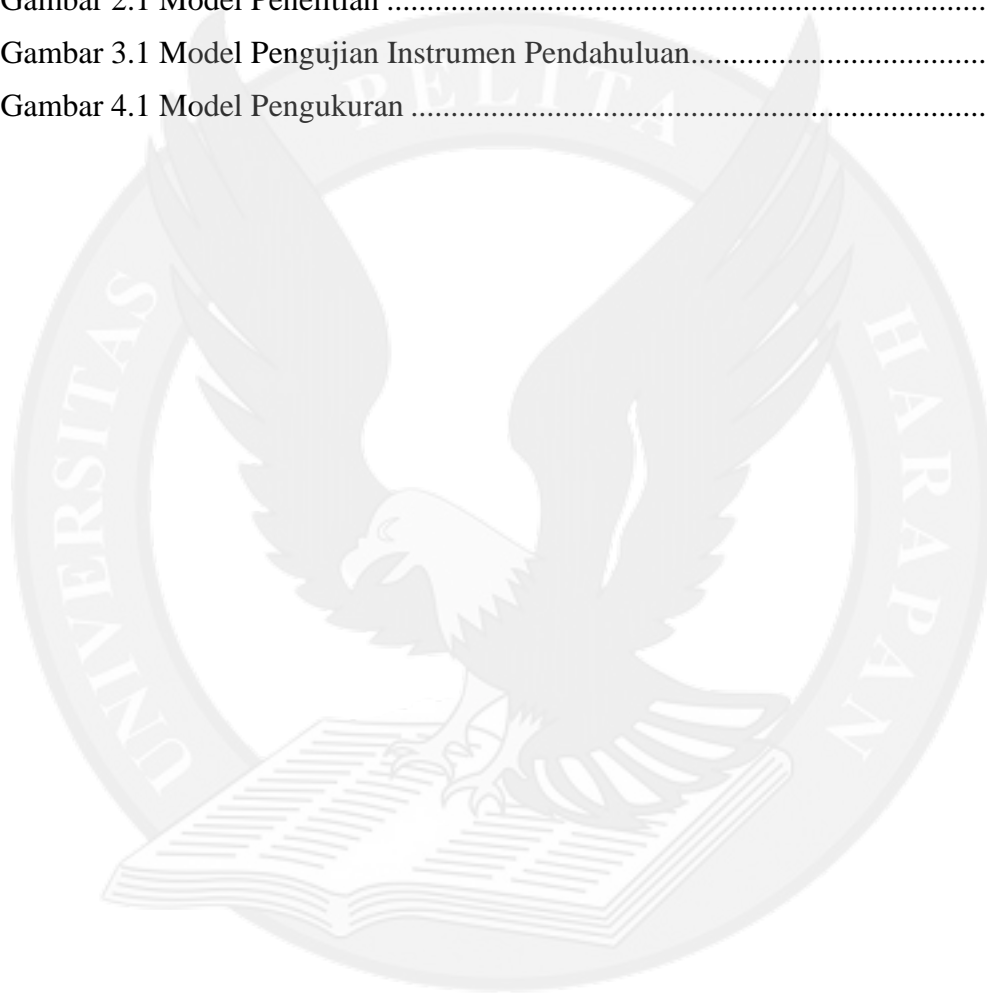 Gambar 2.1 Model Penelitian ........................................................................
Gambar 3.1 Model Pengujian Instrumen Pendahuluan...................................
Gambar 4.1 Model Pengukuran .....................................................................
UNIVERSITAS PELITA HARAPAN